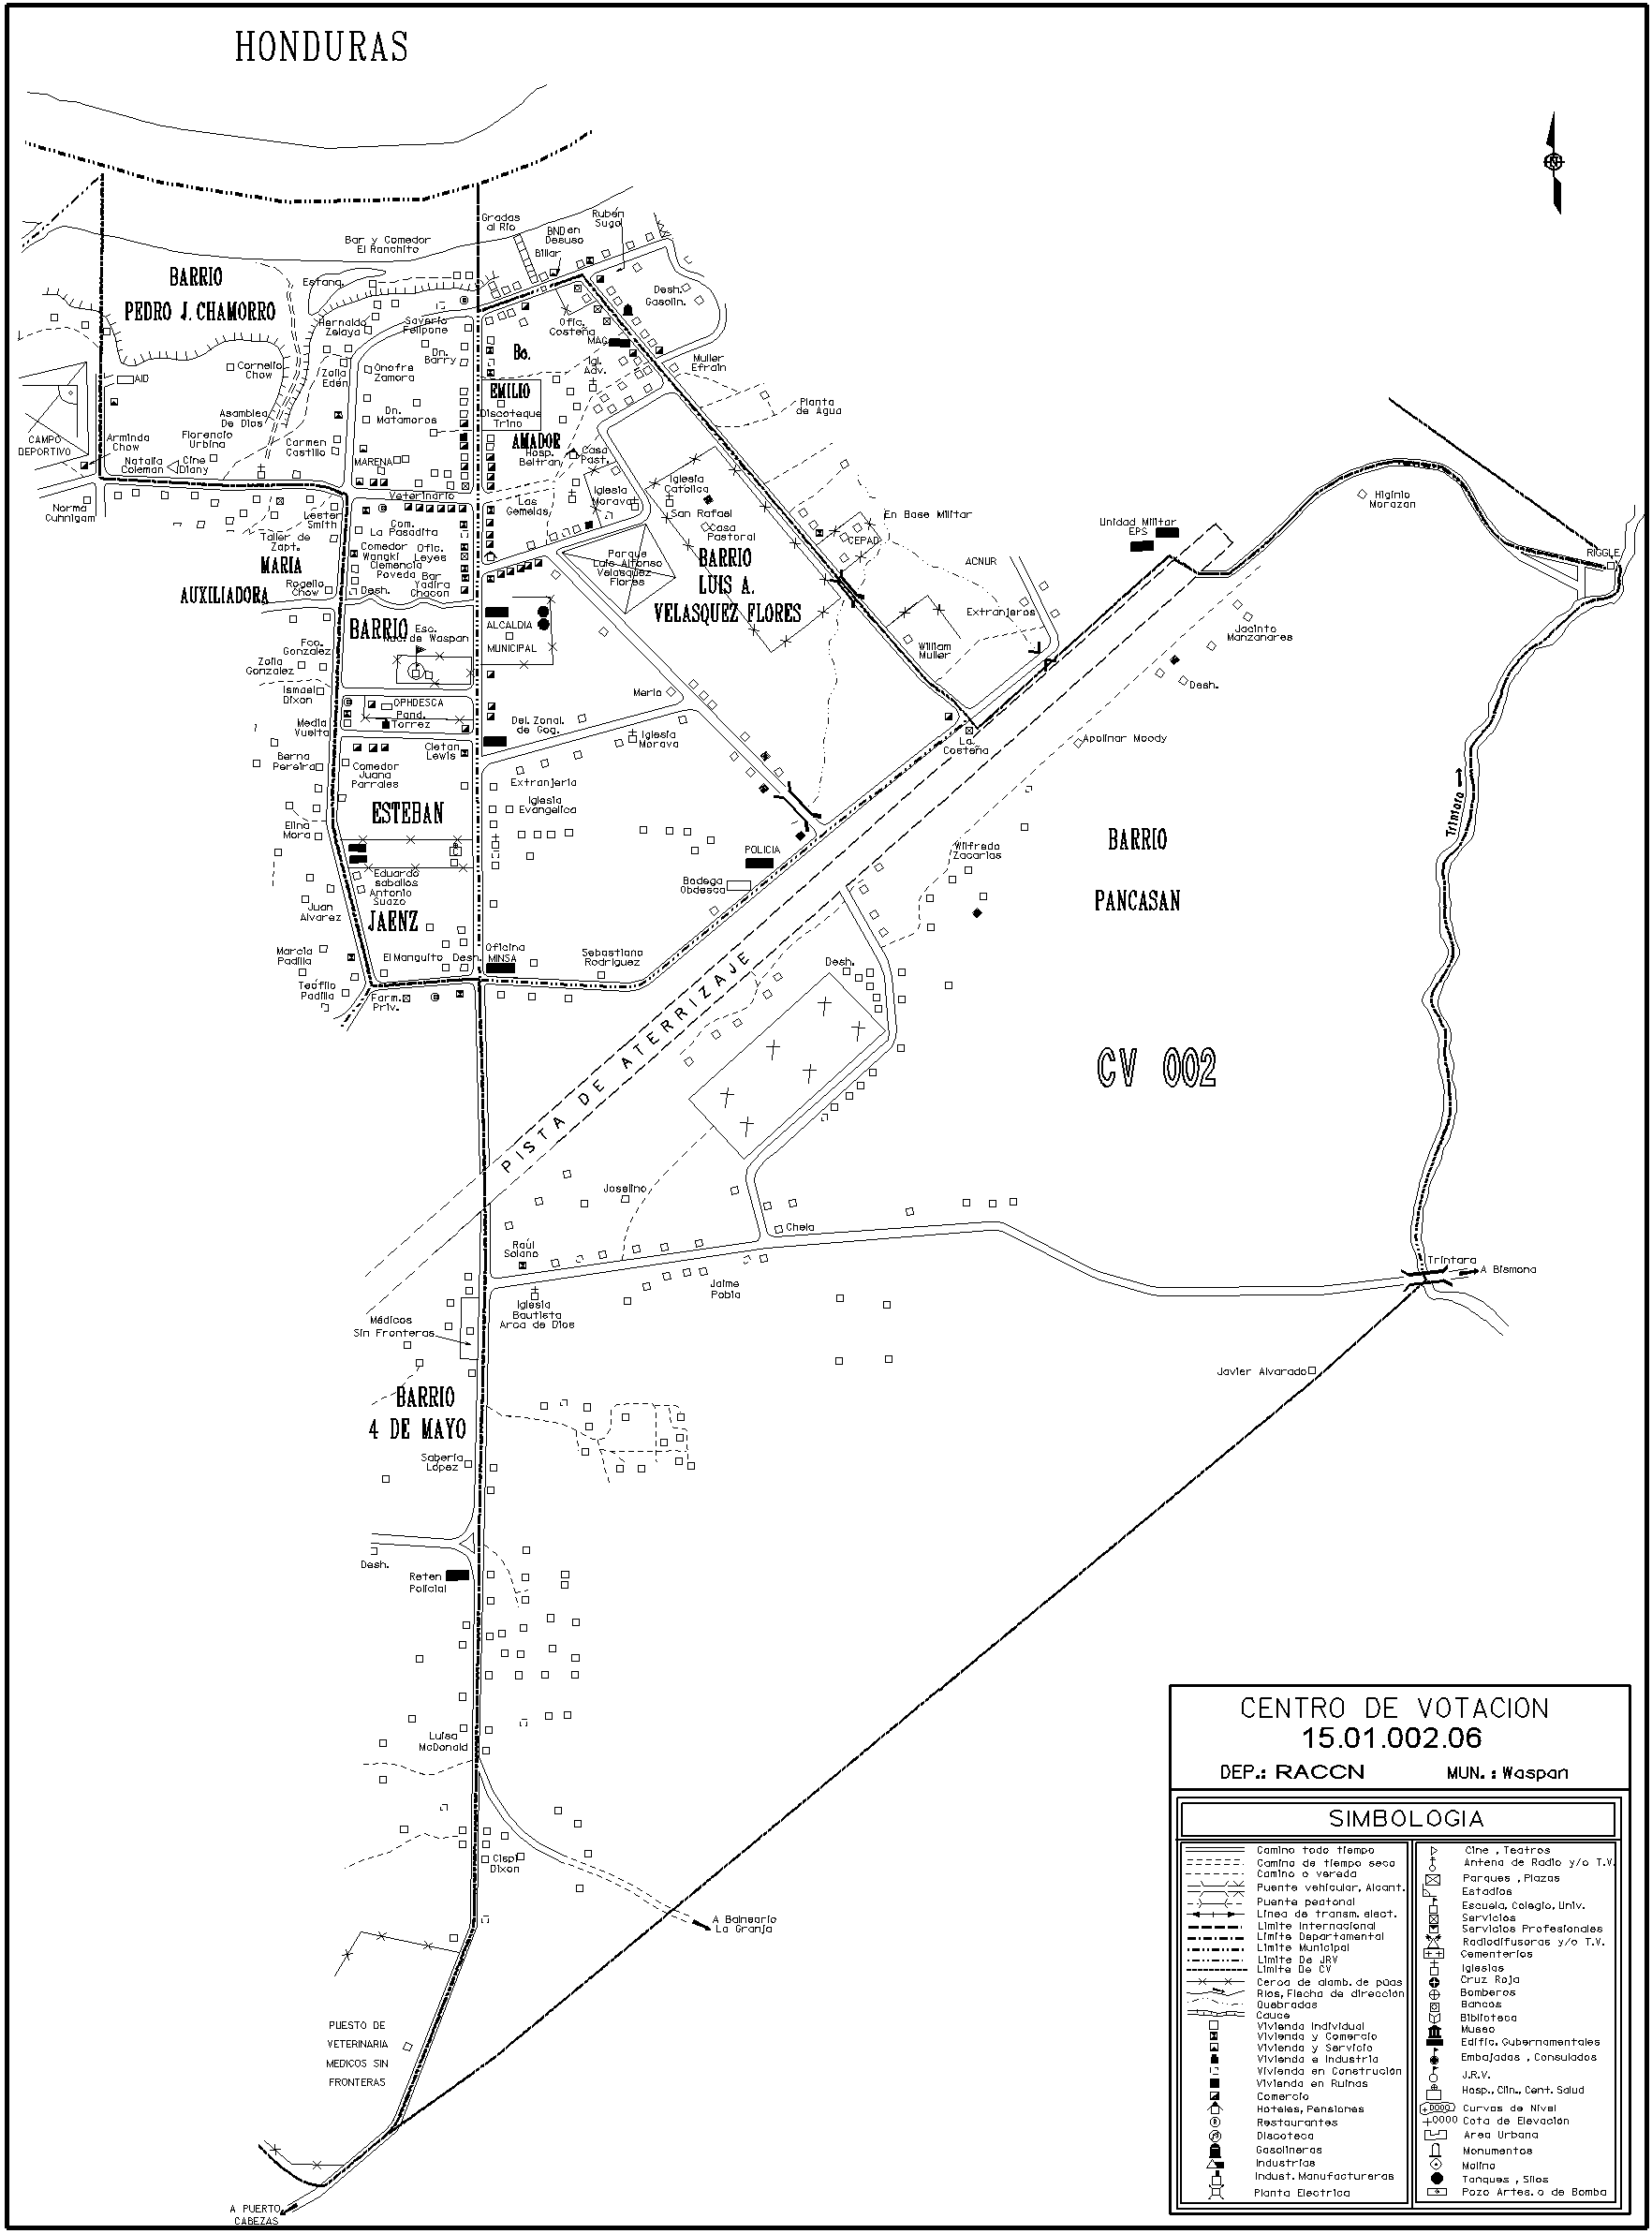 HONDURAS
Gradas
al Río
BND en
Desuso
Rubén
Sugo
Billar
Bar y Comedor
El Ranchito
BARRIO
PEDRO J. CHAMORRO
Estanq.
Hernaldo
Zelaya
Saverio
Felipone
Desh.
Gasolin.
Ofic.
Costeña
MAG
Bo.
EMILIO
AMADOR
Dn.
Barry
Igl.
Adv.
Muller
Efrain
Cornelio
Chow
Zoila
Edén
Onofre
Zamora
AID
Planta
de Agua
Discoteque
Trino
Asamblea
De Dios
Dn.
Matamoros
CAMPO
DEPORTIVO
Arminda
Chow
Florencio
Urbina
Carmen
Castillo
Hosp.
Beltran
Casa
Past.
Natalia
Coleman
Cine
Diany
MARENA
Iglesia
Catolica
Iglesia
Morava
Veterinario
Las
Gemelas
San Rafael
Casa
Pastoral
En Base Militar
CEPAD
Norma
Cuhnigam
Lester
Smith
Com.
La Pasadita
Taller de
Zapt.
Comedor
Wangki
Ofic.
Leyes
Clemencia
Poveda
Bar
Yadira
Chacon
Desh.
Parque
Luis Alfonso
Velasquez
Flores
BARRIO
LUIS A.
VELASQUEZ FLORES
MARIA
AUXILIADORA
Rogelio
Chow
ACNUR
Extranjeros
Unidad Militar
EPS
Higinio
Morazan
RIGGLE
BARRIO
Esc.
Nac. de Waspan
ALCALDIA
MUNICIPAL
Fco.
Gonzalez
Zoila
Gonzalez
William
Muller
Jacinto
Manzanares
Desh.
Ismael
Dixon
OPHDESCA
Pand.
Torrez
Merlo
Media
Vuelta
Del. Zonal.
de Gog.
Iglesia
Morava
La
Costeña
Apolinar Moody
Berna
Pereira
Cletan
Lewis
Comedor
Juana
Parrales
Extranjeria
Iglesia
Evangelica
ESTEBAN
Elina
Mora
BARRIO
PANCASAN
Trintara
Wilfredo
Zacarias
POLICIA
Eduardo
saballos
Antonio
Suazo
Bodega
Obdesca
Juan
Alvarez
JAENZ
Marcia
Padilla
El Manguito
Desh.
Oficina
MINSA
Sebastiana
Rodriguez
Desh.
Teófilo
Padilla
Farm.
Priv.
PISTA DE ATERRIZAJE
CV 002
Joselino
Chela
Raúl
Solano
Trintara
A Bismona
Jaime
Pobia
Iglesia
Bautista
Arca de Dios
Médicos
Sin Fronteras
Javier Alvarado
BARRIO
4 DE MAYO
Saberia
López
Desh.
Reten
Policial
Luisa
McDonald
Cispi
Dixon
A Balneario
La Granja
PUESTO DE
VETERINARIA
MEDICOS SIN
FRONTERAS
A PUERTO
CABEZAS
CENTRO DE VOTACION
15.01.002.06
DEP.: RACCN MUN. : Waspan
SIMBOLOGIA
Camino todo tiempo
Camino de tiempo seco
Camino o vereda
Puente vehicular, Alcant.
Puente peatonal
Linea de transm. elect.
Limite Internacional
Limite Departamental
Limite Municipal
Limite De JRV
Limite De CV
Cerca de alamb. de púas
Rios, Flecha de dirección
Quebradas
Cauce
Vivienda Individual
Vivienda y Comercio
Vivienda y Servicio
Vivienda e Industria
Vivienda en Construción
Vivienda en Ruinas
Comercio
Hoteles, Pensiones
Restaurantes
Discoteca
Gasolineras
Industrias
Indust. Manufactureras
Planta Electrica
Cine , Teatros
Antena de Radio y/o T.V.
Parques , Plazas
Estadios
Escuela, Colegio, Univ.
Servicios
Servicios Profesionales
Radiodifusoras y/o T.V.
Cementerios
Iglesias
Cruz Roja
Bomberos
Bancos
Biblioteca
Museo
Edific. Gubernamentales
Embajadas , Consulados
J.R.V.
Hosp., Clin., Cent. Salud
Curvas de Nivel
Cota de Elevación
Area Urbana
Monumentos
Molino
Tanques , Silos
Pozo Artes. o de Bomba